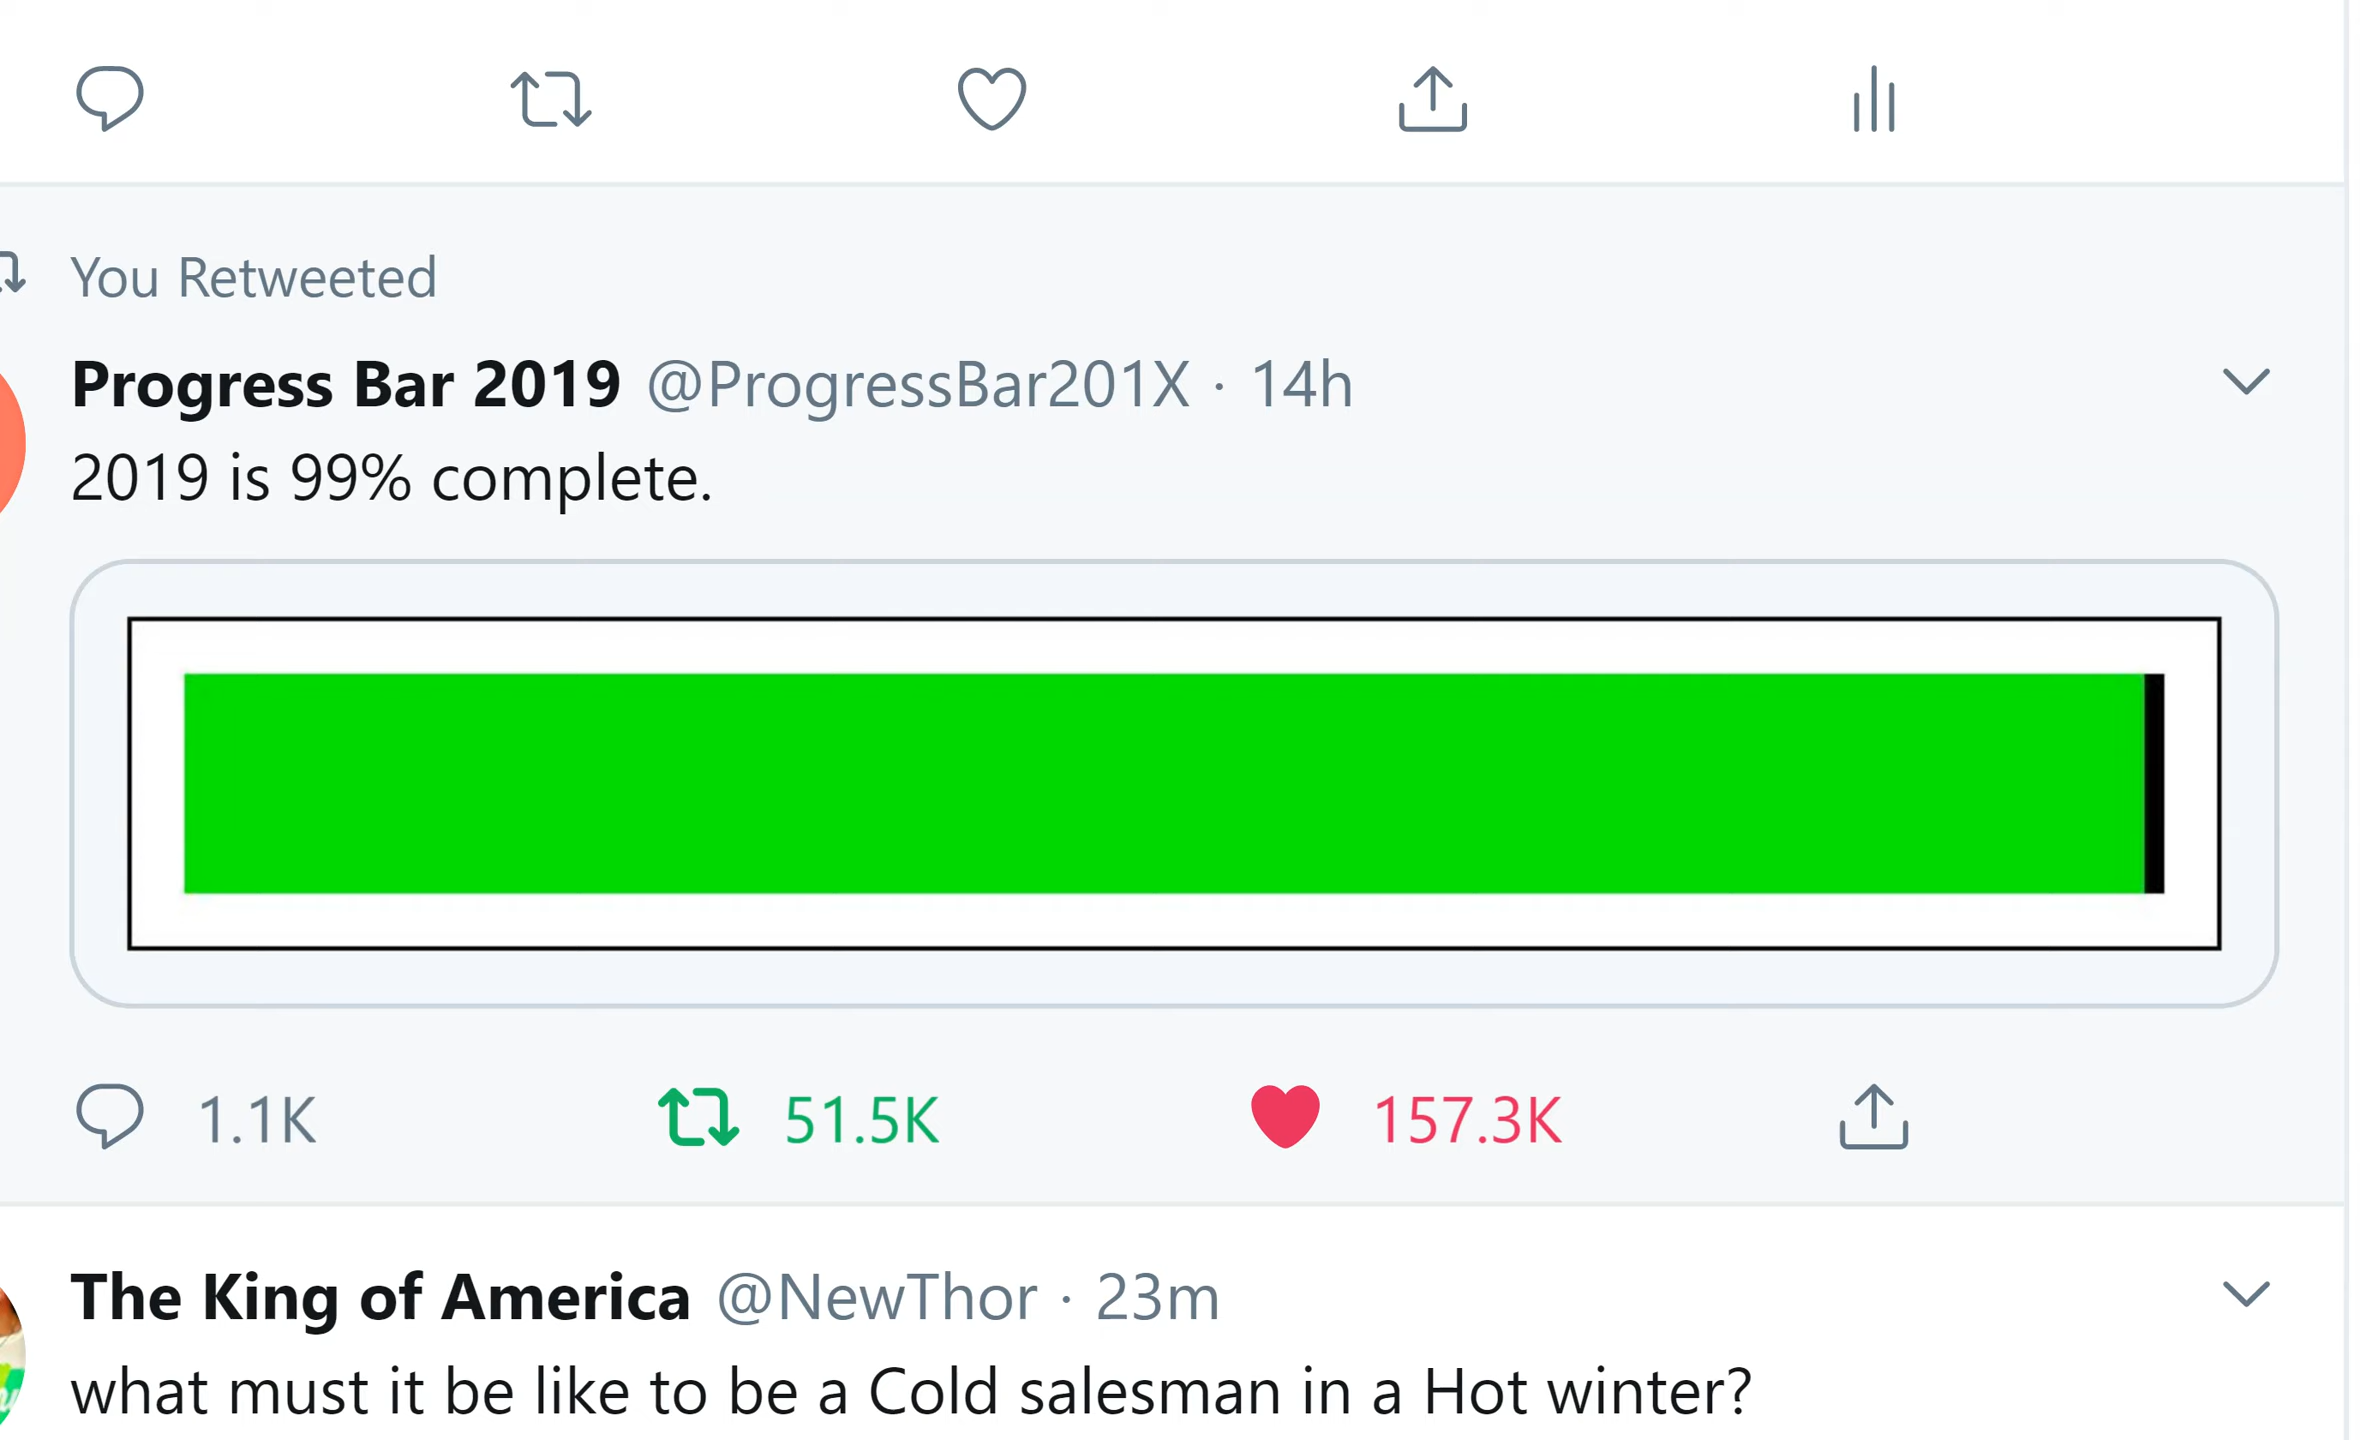 You Retweeted
Progress Bar 2019 @ProgressBar201X · 14h
2019 is 99% complete.
1.1K 51.5K 157.3K
The King of America @NewThor · 23m
what must it be like to be a Cold salesman in a Hot winter?